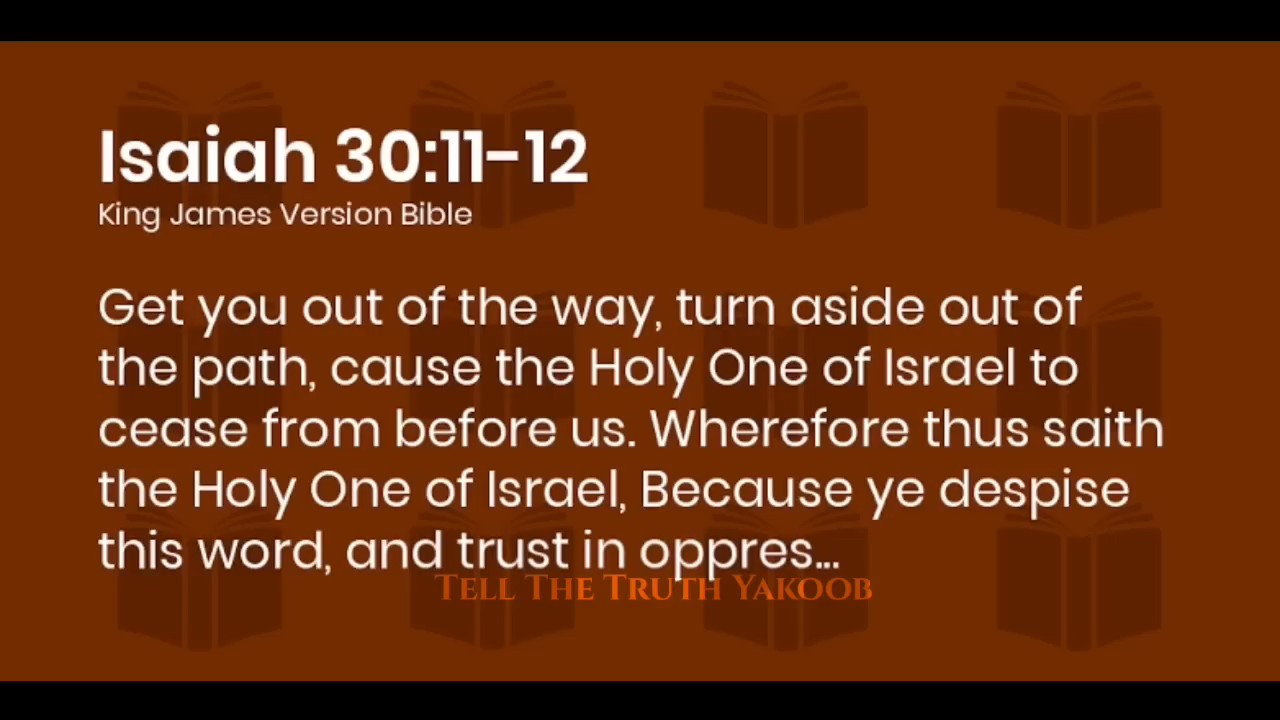 Isaiah 30:11-12
King James Version Bible
Get you out of the way, turn aside out of
the path, cause the Holy One of Israel to
cease from before us. Wherefore thus saith
the Holy One of Israel, Because ye despise
this word, and trust in oppres...
Tell The Truth Yakoob